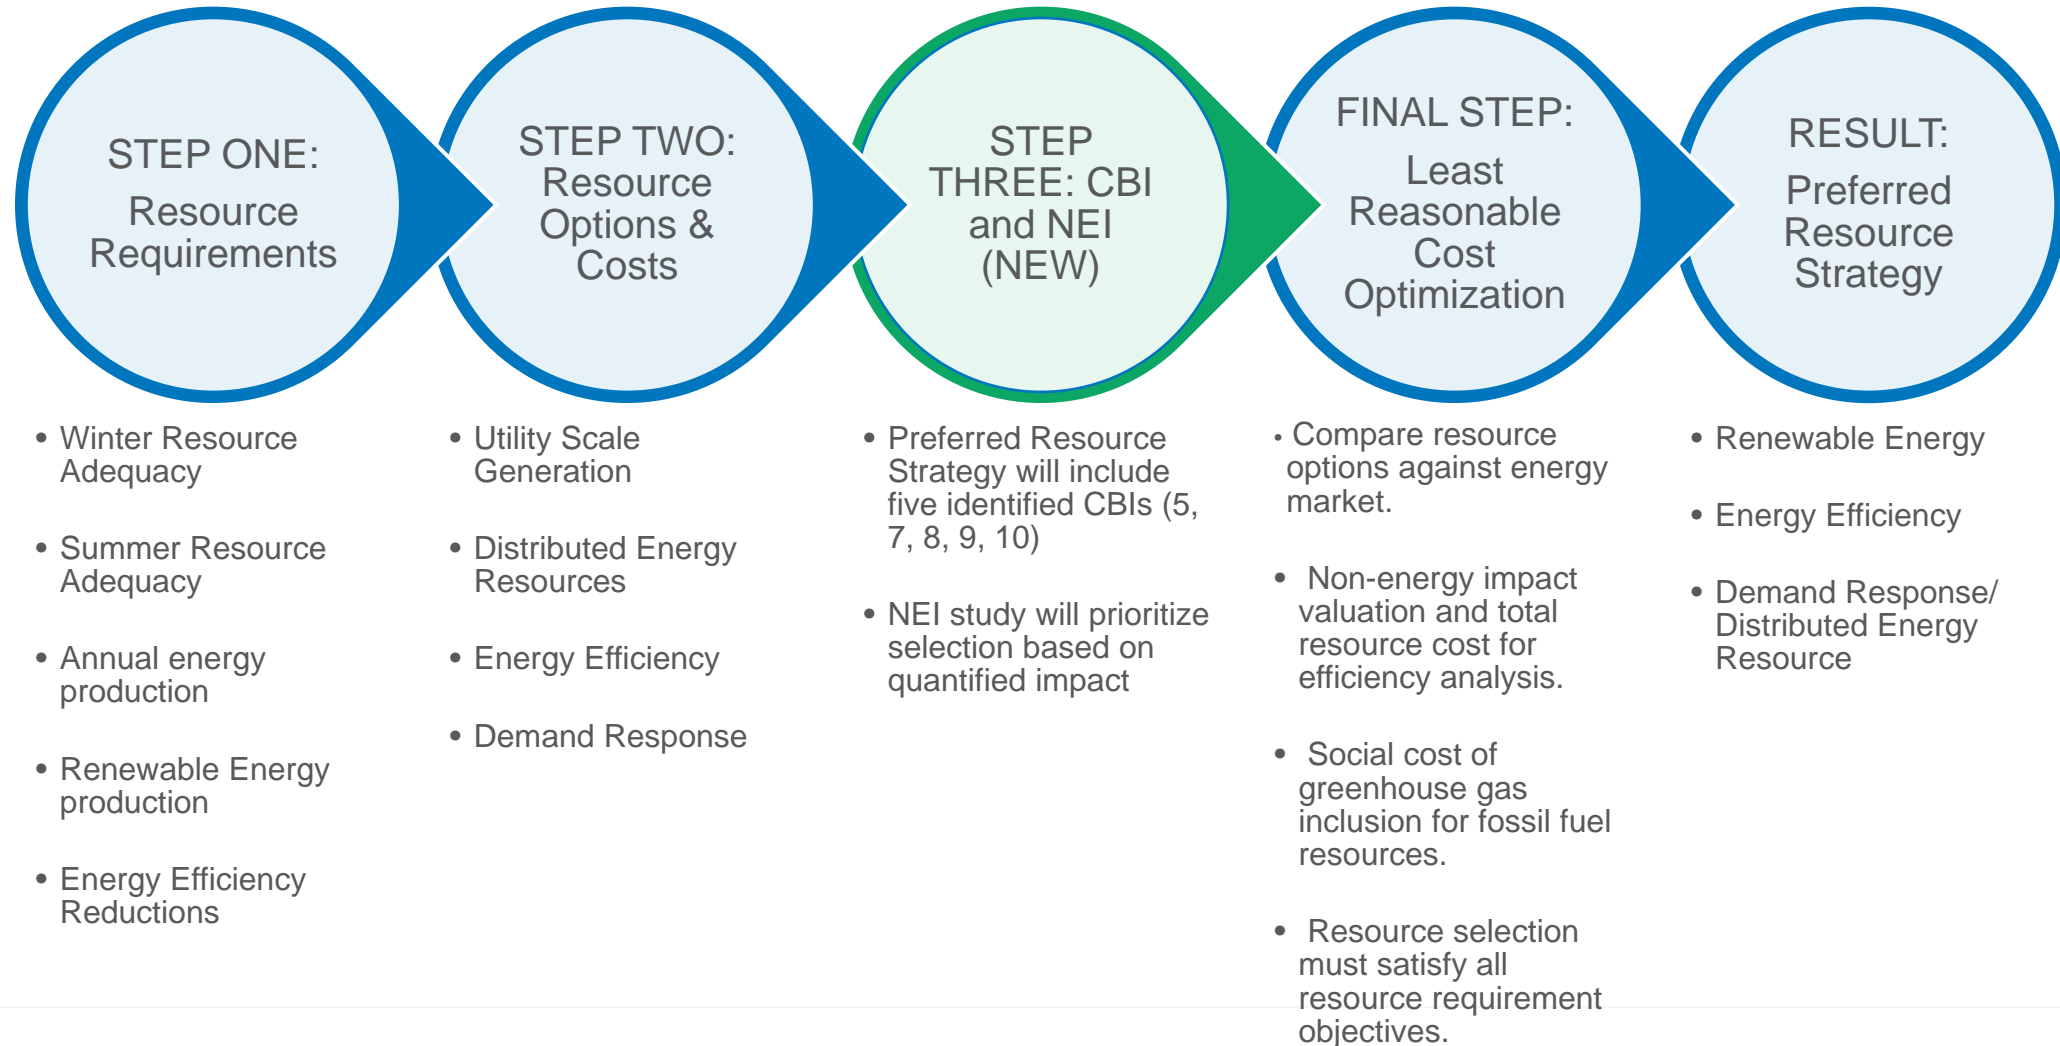 STEP ONE:
Resource
Requirements
STEP TWO:
Resource
Options &
Costs
STEP
THREE: CBI
and NEI
(NEW)
FINAL STEP:
Least
Reasonable
Cost
Optimization
RESULT:
Preferred
Resource
Strategy
• Winter Resource
Adequacy
• Summer Resource
Adequacy
• Annual energy
production
• Renewable Energy
production
• Energy Efficiency
Reductions
• Utility Scale
Generation
• Distributed Energy
Resources
• Energy Efficiency
• Demand Response
• Preferred Resource
Strategy will include
five identified CBIs (5,
7, 8, 9, 10)
• NEI study will prioritize
selection based on
quantified impact
• Compare resource
options against energy
market.
• Non-energy impact
valuation and total
resource cost for
efficiency analysis.
• Social cost of
greenhouse gas
inclusion for fossil fuel
resources.
• Resource selection
must satisfy all
resource requirement
objectives.
• Renewable Energy
• Energy Efficiency
• Demand Response/
Distributed Energy
Resource